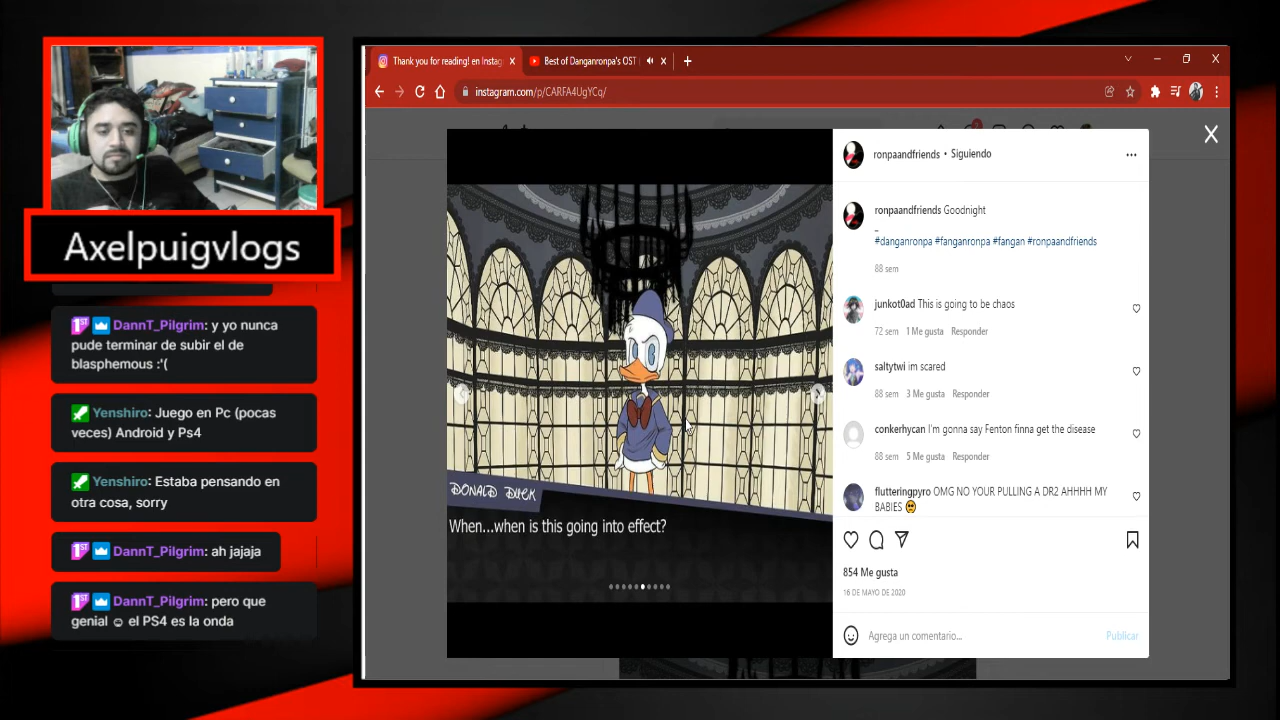 Axelpuigvlogs
1ST DannT_Pilgrim: y yo nunca
pude terminar de subir el de
blasphemous :'(
Yenshiro: Juego en Pc (pocas
veces) Android y Ps4
Yenshiro: Estaba pensando en
otra cosa, sorry
1ST DannT_Pilgrim: ah jajaja
1ST DannT_Pilgrim: pero que
genial ☺ el PS4 es la onda
Thank you for reading! en Instag
Best of Danganronpa's OST
instagram.com/p/CARFA4UgYCq/
DONALD DUCK
When...when is this going into effect?
ronpaandfriends • Siguiendo
ronpaandfriends Goodnight
_
#danganronpa #fanganronpa #fangan #ronpaandfriends
88 sem
junkot0ad This is going to be chaos
72 sem 1 Me gusta Responder
saltytwi im scared
88 sem 3 Me gusta Responder
conkerhycan I'm gonna say Fenton finna get the disease
88 sem 5 Me gusta Responder
flutteringpyro OMG NO YOUR PULLING A DR2 AHHHH MY
BABIES
854 Me gusta
16 DE MAYO DE 2020
Agrega un comentario...
Publicar